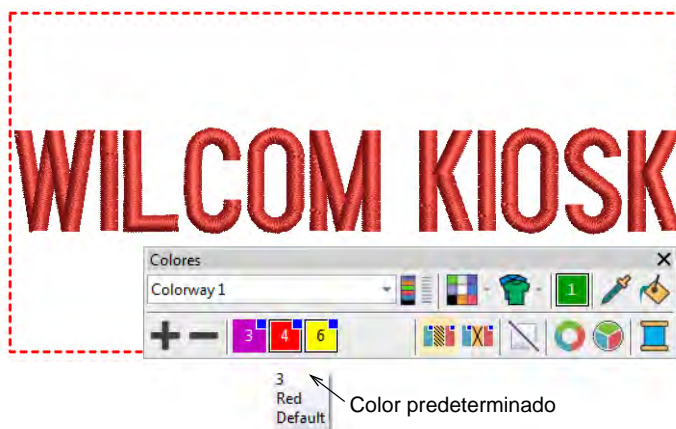 WILCOM KIOSK
Colores
Colorway 1
1
3 4 6
3
Red
Default
Color predeterminado